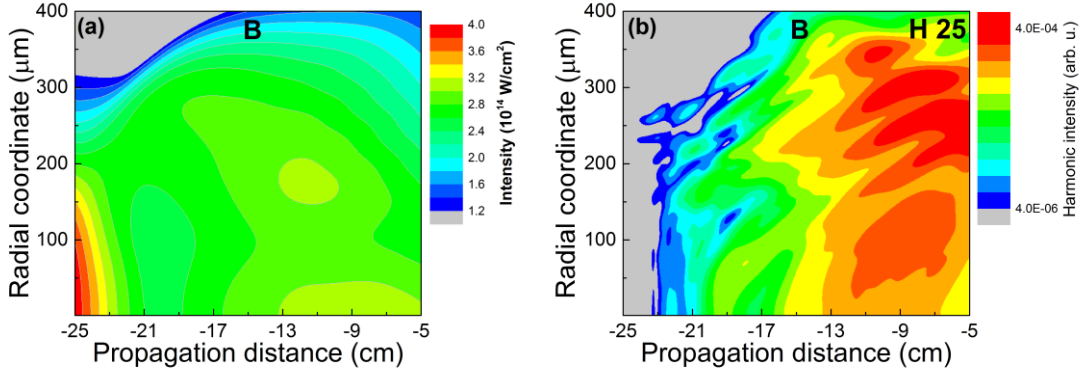 (a)
B
Radial coordinate (μm)
400
300
200
100
-25
-21
-17
-13
-9
-5
Propagation distance (cm)
4.0
3.6
3.2
2.8
2.4
2.0
1.6
1.2
Intensity (10¹⁴ W/cm²)
(b)
B
H 25
Radial coordinate (μm)
400
300
200
100
-25
-21
-17
-13
-9
-5
Propagation distance (cm)
4.0E-04
4.0E-06
Harmonic intensity (arb. u.)